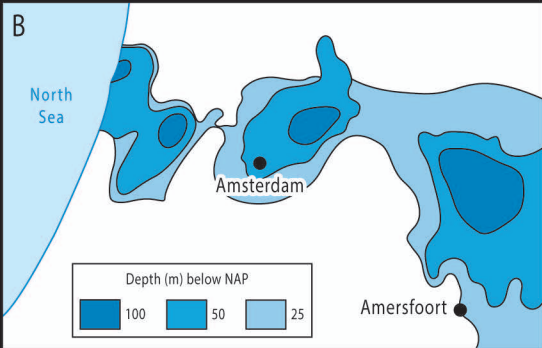 B
North
Sea
Amsterdam
Depth (m) below NAP
100 50 25
Amersfoort